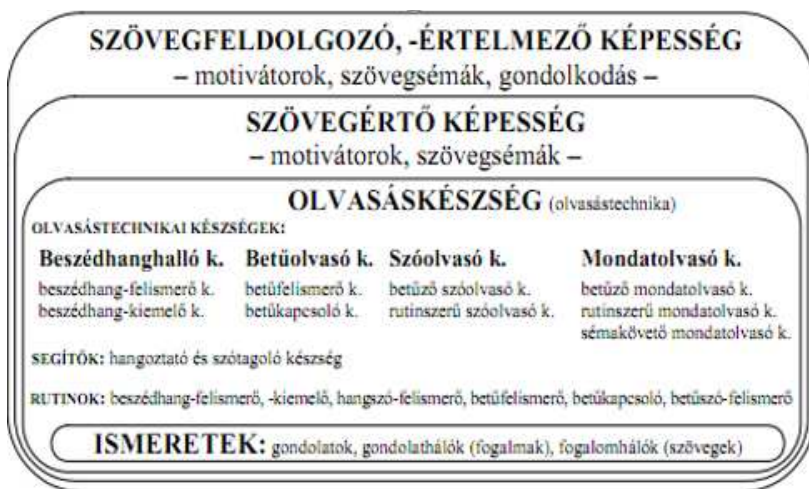 SZÖVEGFELDOLGOZÓ, -ÉRTELMEZŐ KÉPESSÉG
– motivátorok, szövegsémák, gondolkodás –
SZÖVEGÉRTŐ KÉPESSÉG
– motivátorok, szövegsémák –
OLVASÁSKÉSZSÉG (olvasástechnika)
OLVASÁSTECHNIKAI KÉSZSÉGEK:
Beszédhanghalló k. Betűolvasó k. Szóolvasó k. Mondatolvasó k.
beszédhang-felismerő k. betűfelismerő k. betűző szóolvasó k. betűző mondatolvasó k.
beszédhang-kiemelő k. betűkapcsoló k. rutinszerű szóolvasó k. rutinszerű mondatolvasó k.
sémakövető mondatolvasó k.
SEGÍTŐK: hangoztató és szótagoló készség
RUTINOK: beszédhang-felismerő, -kiemelő, hangszó-felismerő, betűfelismerő, betűkapcsoló, betűszó-felismerő
ISMERETEK: gondolatok, gondolathálók (fogalmak), fogalomhálók (szövegek)